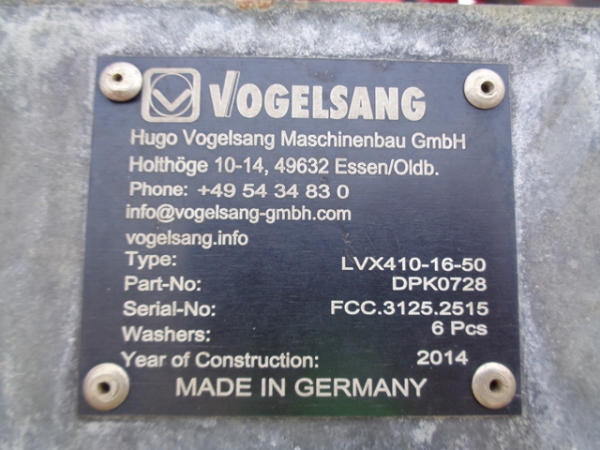 VOGELSANG
Hugo Vogelsang Maschinenbau GmbH
Holthöge 10-14, 49632 Essen/Oldb.
Phone: +49 54 34 83 0
info@vogelsang-gmbh.com
vogelsang.info
Type: LVX410-16-50
Part-No: DPK0728
Serial-No: FCC.3125.2515
Washers: 6 Pcs
Year of Construction: 2014
MADE IN GERMANY